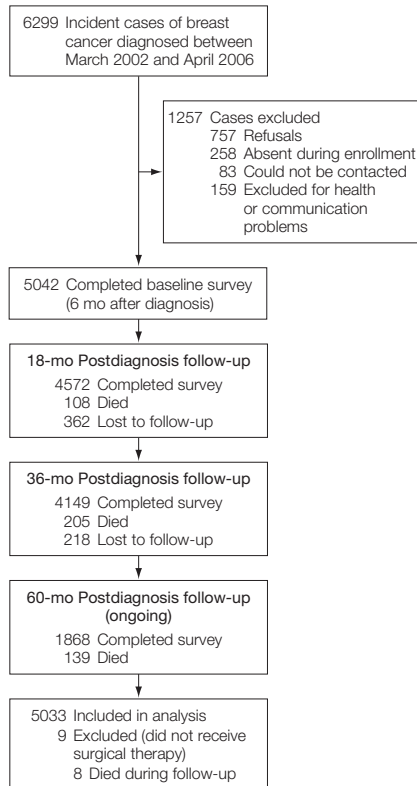 6299 Incident cases of breast
cancer diagnosed between
March 2002 and April 2006
1257 Cases excluded
757 Refusals
258 Absent during enrollment
83 Could not be contacted
159 Excluded for health
or communication
problems
5042 Completed baseline survey
(6 mo after diagnosis)
18-mo Postdiagnosis follow-up
4572 Completed survey
108 Died
362 Lost to follow-up
36-mo Postdiagnosis follow-up
4149 Completed survey
205 Died
218 Lost to follow-up
60-mo Postdiagnosis follow-up
(ongoing)
1868 Completed survey
139 Died
5033 Included in analysis
9 Excluded (did not receive
surgical therapy)
8 Died during follow-up